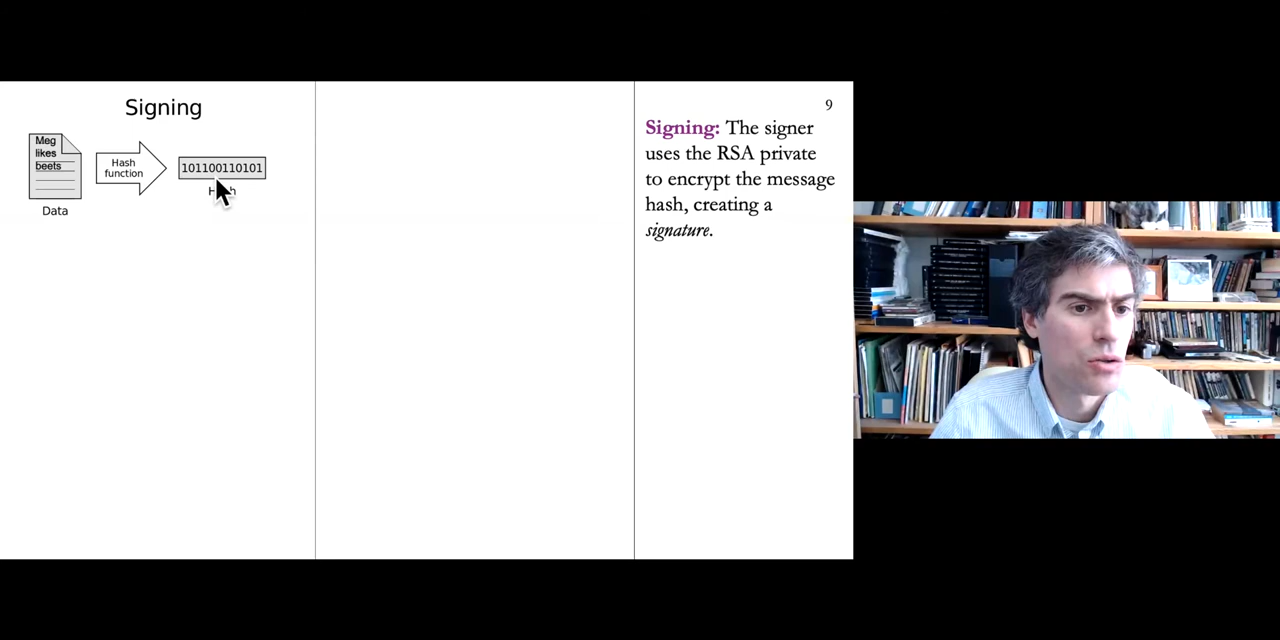 Signing
Meg
likes
beets
Hash
function
101100110101
Data
9
Signing: The signer
uses the RSA private
to encrypt the message
hash, creating a
signature.